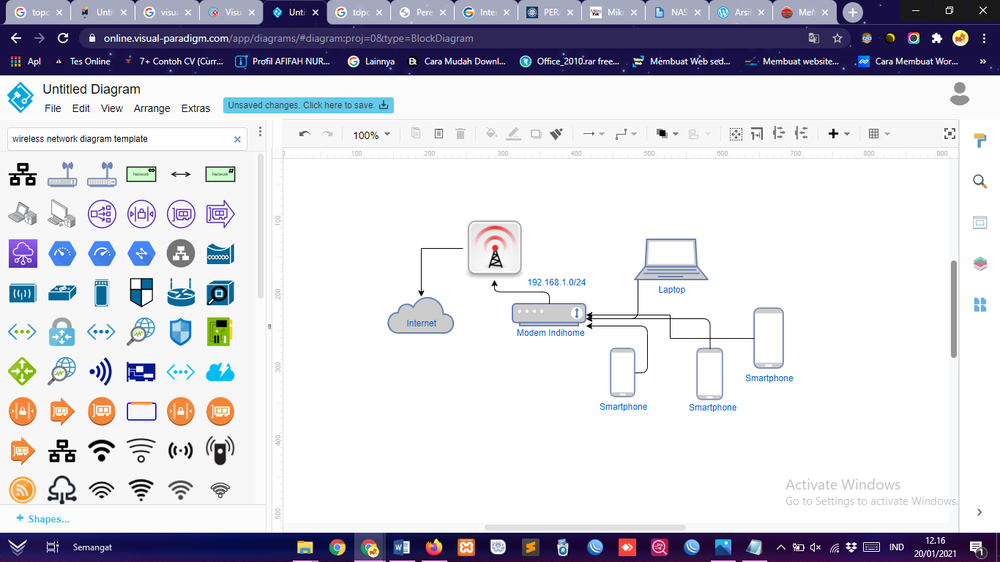 topo
Unti
visua
Visu
Unti
topo
Pere
Inter
PERA
Mikr
NAS
Arsit
MeM
online.visual-paradigm.com/app/diagrams/#diagram:proj=0&type=BlockDiagram
Apl
Tes Online
7+ Contoh CV (Curr...
Profil AFIFAH NUR...
Lainnya
Cara Mudah Downl...
Office_2010.rar free...
Membuat Web sed...
Membuat website...
Cara Membuat Wor...
»
Untitled Diagram
File Edit View Arrange Extras
Unsaved changes. Click here to save.
wireless network diagram template
100%
0 100 200 300 400 500 600 700 800 900
100
200
300
400
500
Network
Network
192.168.1.0/24
Laptop
Internet
Modem Indihome
Smartphone
Smartphone
Smartphone
Activate Windows
Go to Settings to activate Windows.
+ Shapes...
Semangat
IND
12.16
20/01/2021
1